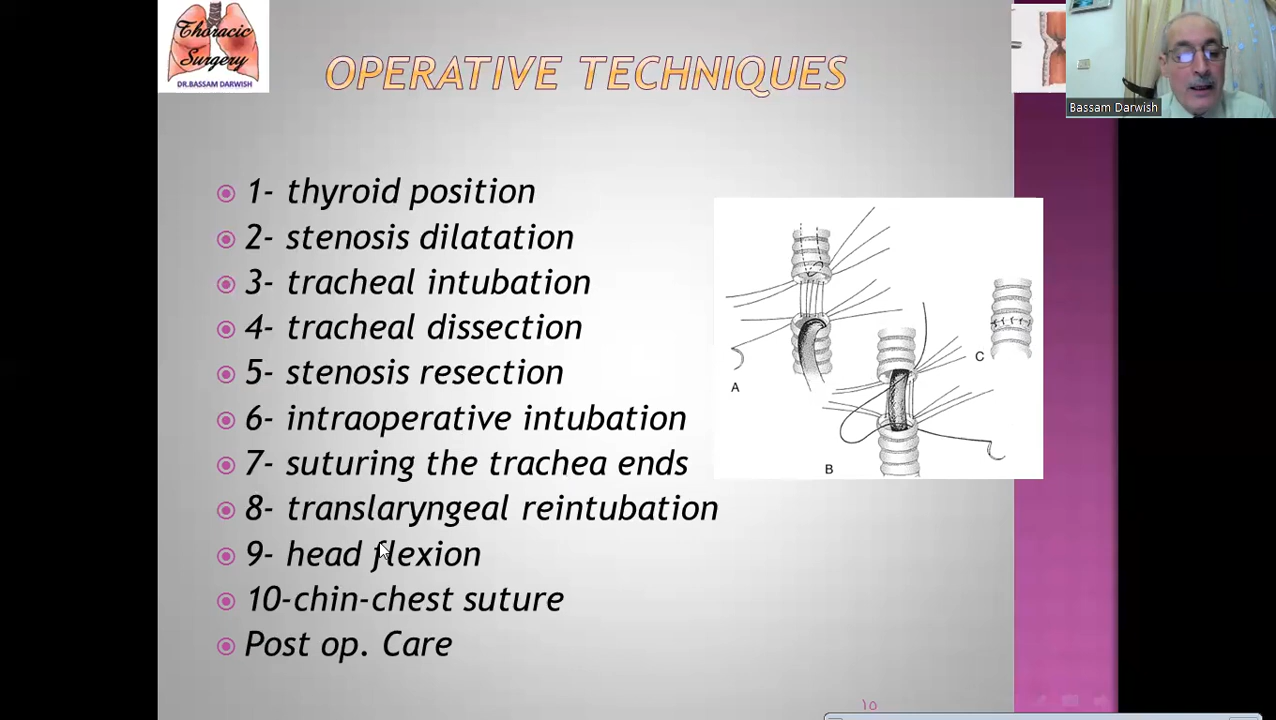 Thoracic
Surgery
DR.BASSAM DARWISH
OPERATIVE TECHNIQUES
Bassam Darwish
1- thyroid position
2- stenosis dilatation
3- tracheal intubation
4- tracheal dissection
5- stenosis resection
6- intraoperative intubation
7- suturing the trachea ends
8- translaryngeal reintubation
9- head flexion
10-chin-chest suture
Post op. Care
A
B
C
١٥